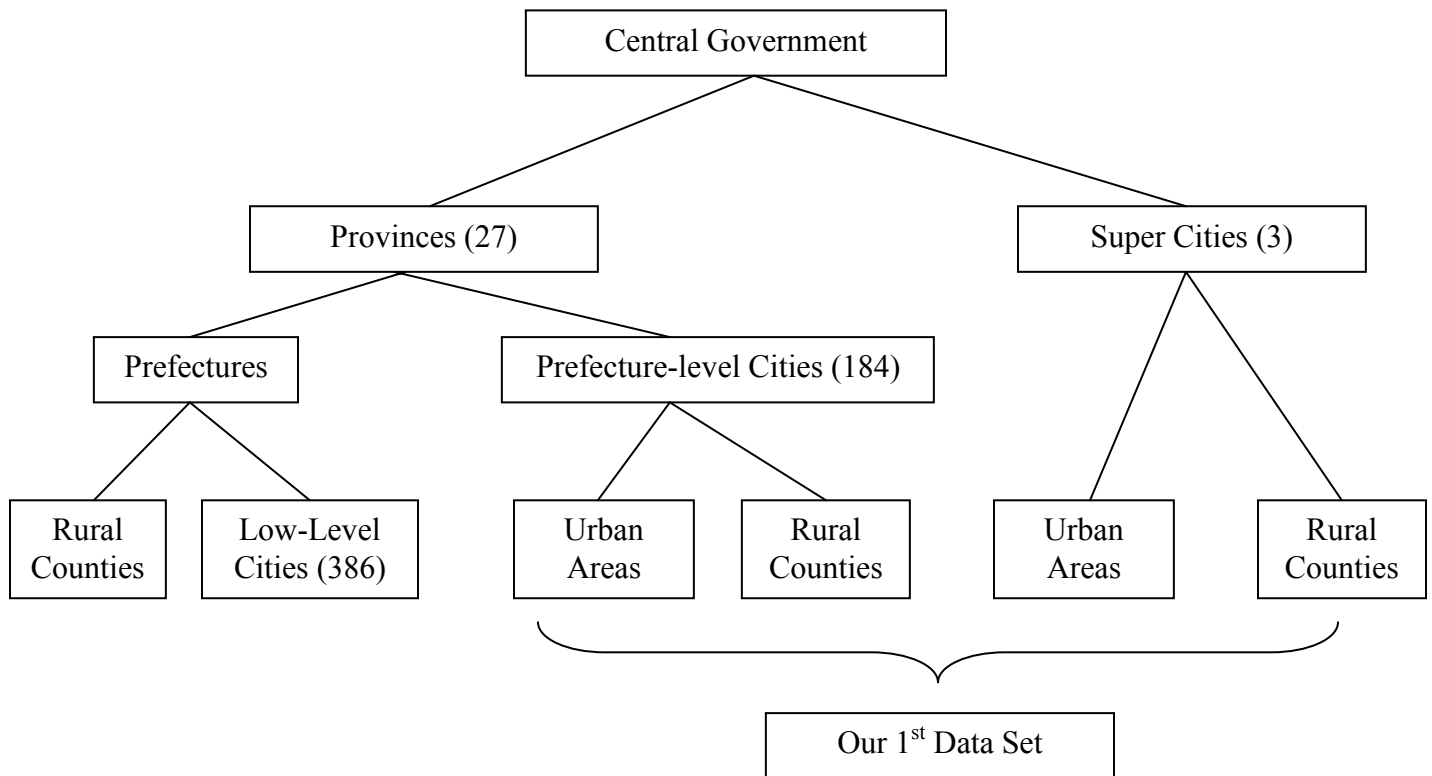 Central Government
Provinces (27)
Super Cities (3)
Prefectures
Prefecture-level Cities (184)
Rural
Counties
Low-Level
Cities (386)
Urban
Areas
Rural
Counties
Urban
Areas
Rural
Counties
Our 1st Data Set